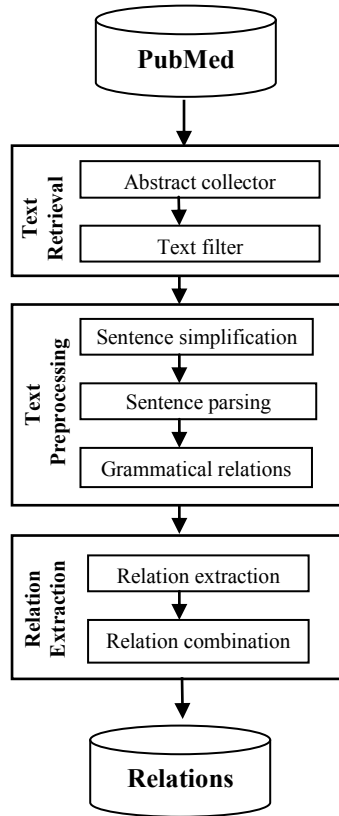 PubMed
Text
Retrieval
Abstract collector
Text filter
Text
Preprocessing
Sentence simplification
Sentence parsing
Grammatical relations
Relation
Extraction
Relation extraction
Relation combination
Relations